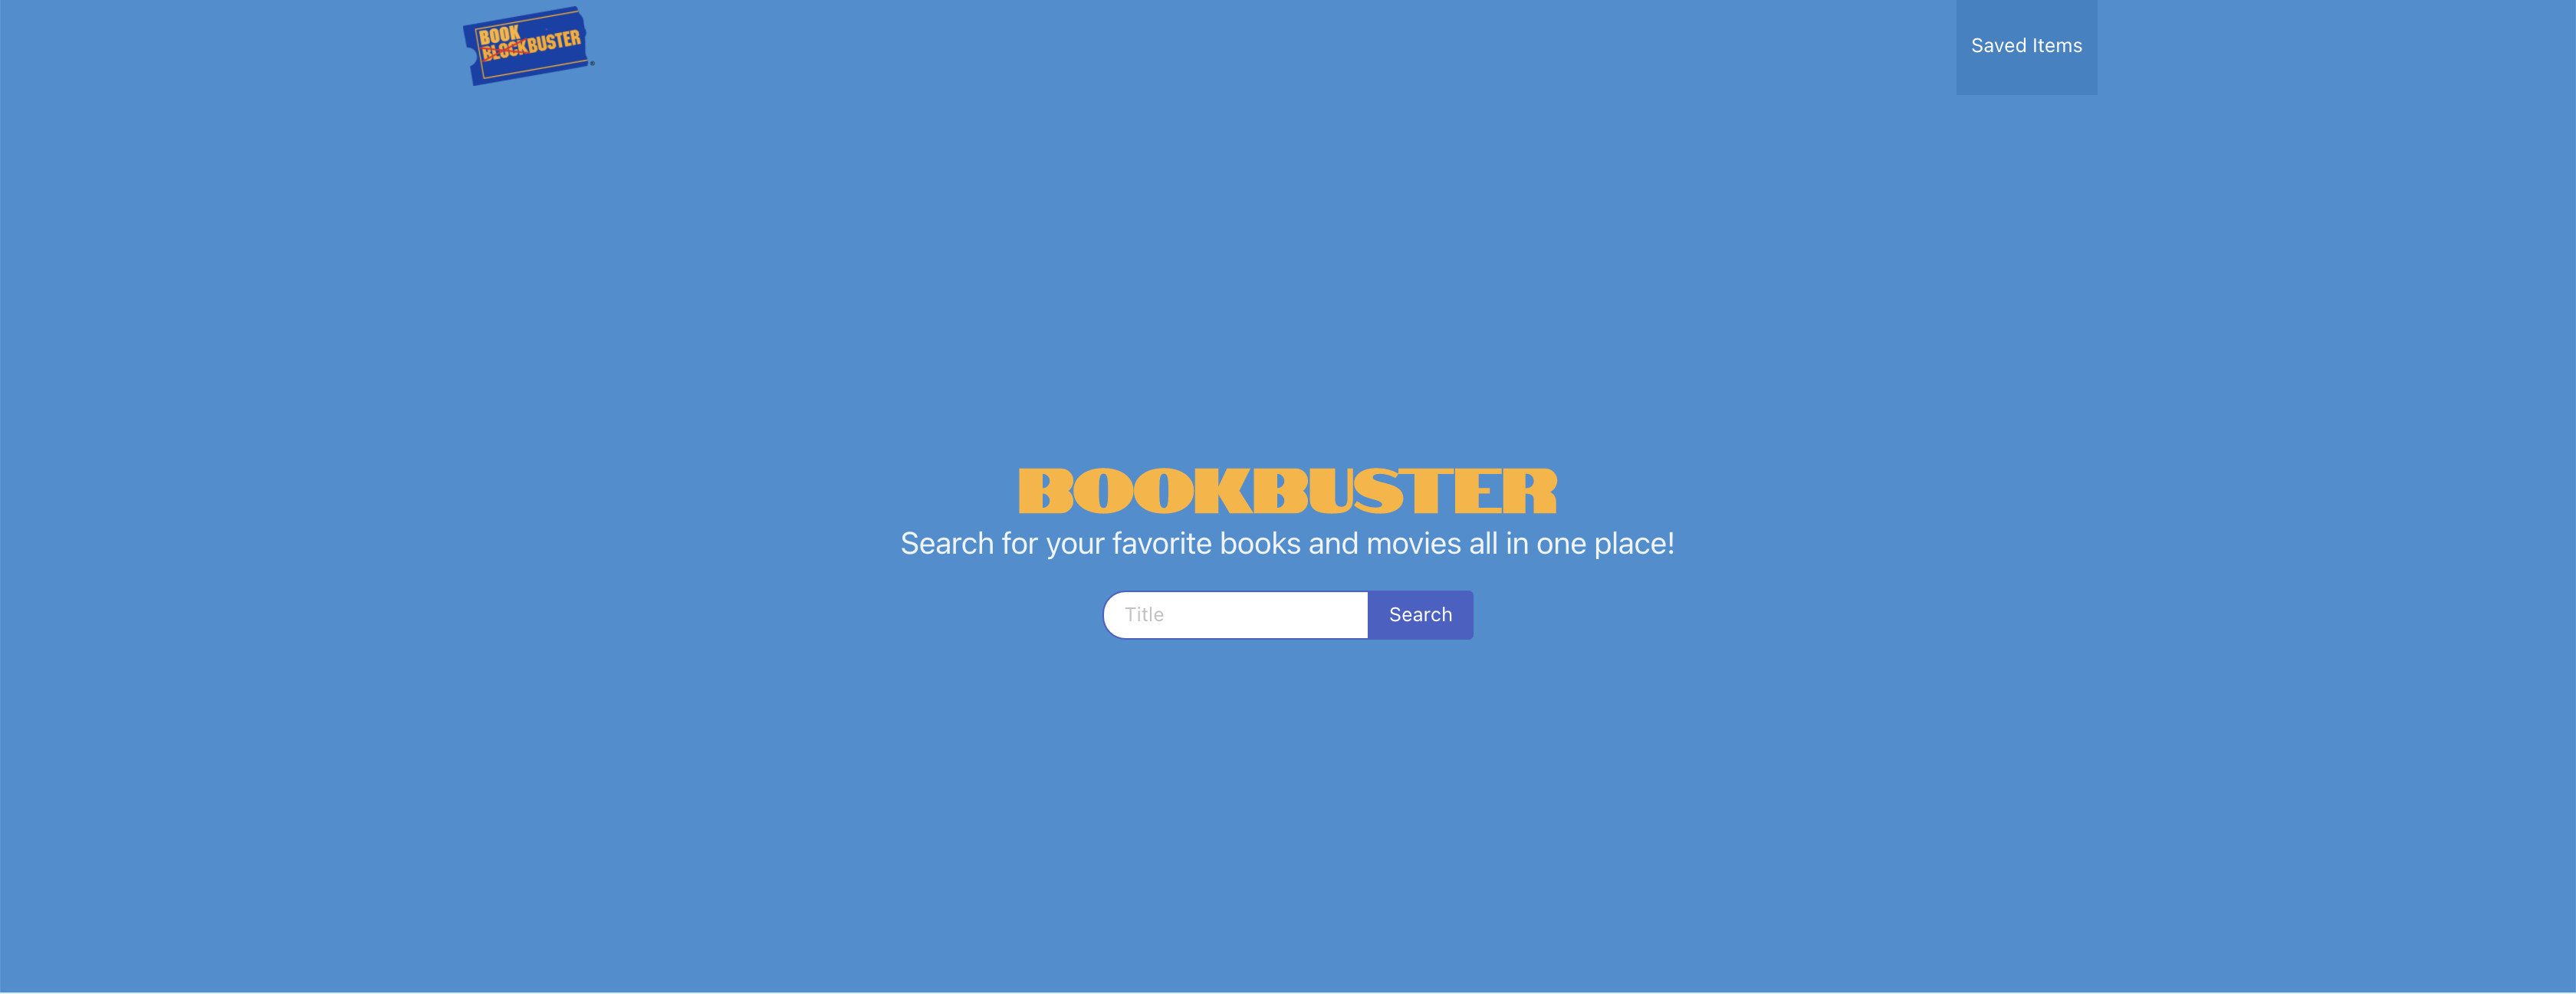 BOOK
BLOCKBUSTER
Saved Items
BOOKBUSTER
Search for your favorite books and movies all in one place!
Title
Search